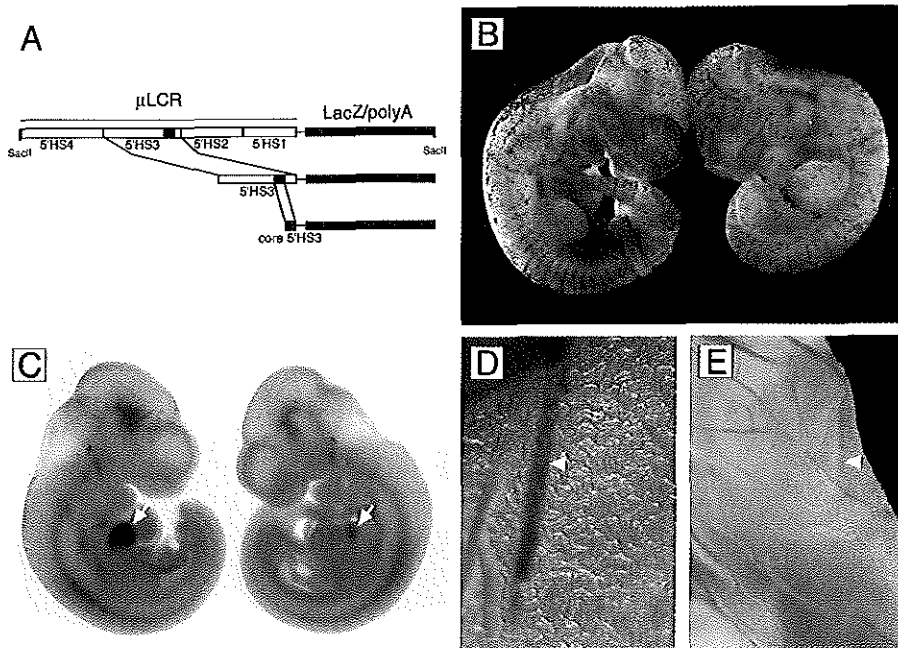 A
B
μLCR
LacZ/polyA
SacII
5'HS4
5'HS3
5'HS2
5'HS1
SacII
5'HS3
core 5'HS3
C
D
E